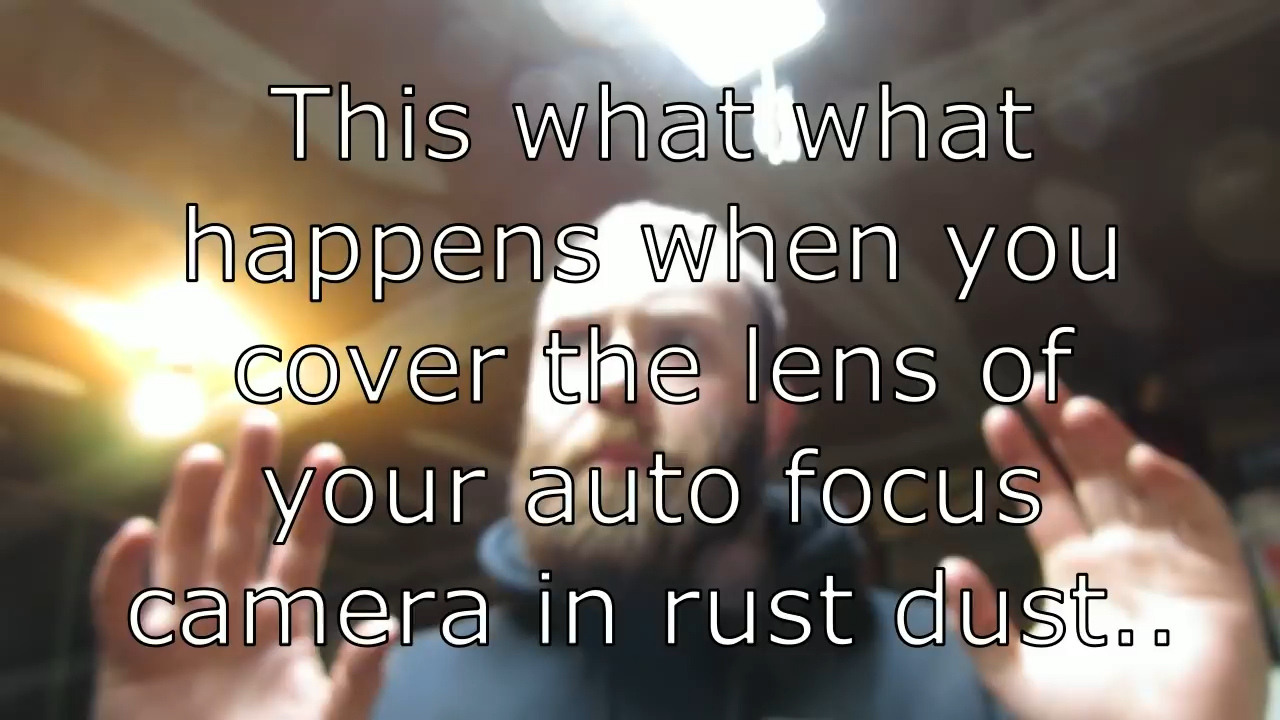 This what what
happens when you
cover the lens of
your auto focus
camera in rust dust..